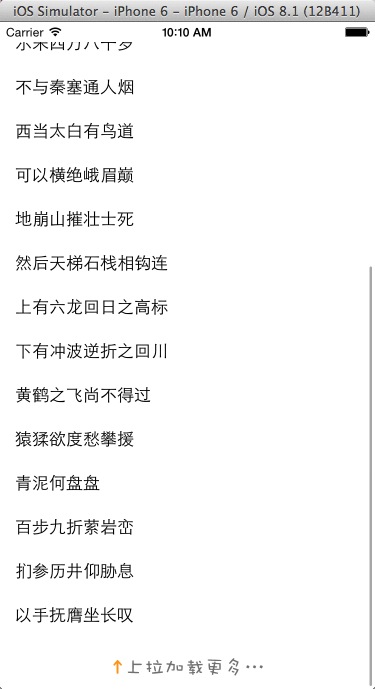 iOS Simulator - iPhone 6 - iPhone 6 / iOS 8.1 (12B411)
Carrier 10:10 AM
不与秦塞通人烟
西当太白有鸟道
可以横绝峨眉巅
地崩山摧壮士死
然后天梯石栈相钩连
上有六龙回日之高标
下有冲波逆折之回川
黄鹤之飞尚不得过
猿猱欲度愁攀援
青泥何盘盘
百步九折萦岩峦
扪参历井仰胁息
以手抚膺坐长叹
↑上拉加载更多···